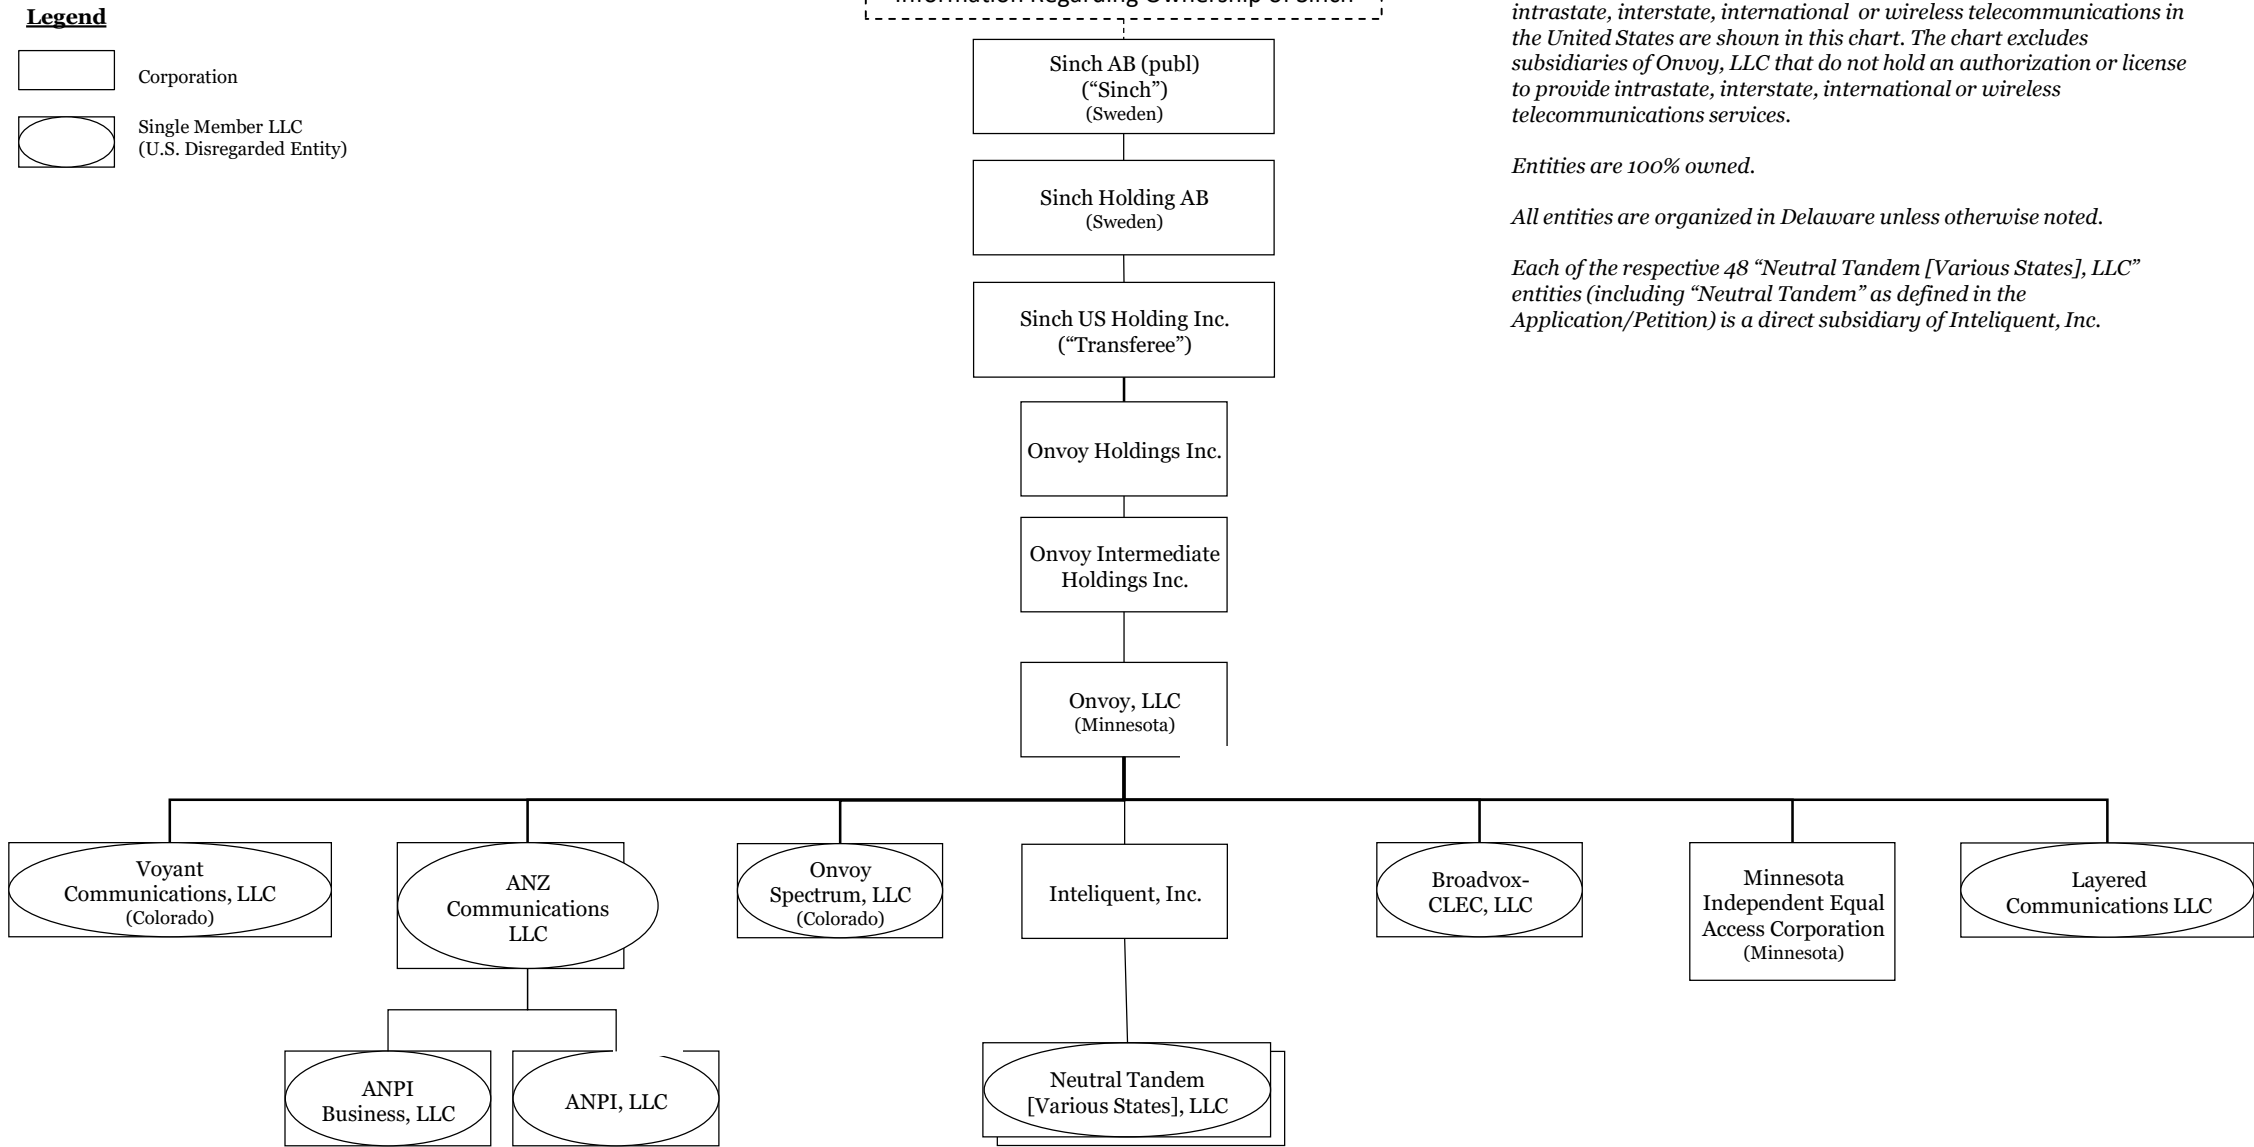 Legend
Corporation
Single Member LLC
(U.S. Disregarded Entity)
Information Regarding Ownership of Sinch
Sinch AB (publ)
(“Sinch”)
(Sweden)
Sinch Holding AB
(Sweden)
Sinch US Holding Inc.
(“Transferee”)
Onvoy Holdings Inc.
Onvoy Intermediate
Holdings Inc.
Onvoy, LLC
(Minnesota)
intrastate, interstate, international or wireless telecommunications in
the United States are shown in this chart. The chart excludes
subsidiaries of Onvoy, LLC that do not hold an authorization or license
to provide intrastate, interstate, international or wireless
telecommunications services.
Entities are 100% owned.
All entities are organized in Delaware unless otherwise noted.
Each of the respective 48 “Neutral Tandem [Various States], LLC”
entities (including “Neutral Tandem” as defined in the
Application/Petition) is a direct subsidiary of Inteliquent, Inc.
Voyant
Communications, LLC
(Colorado)
ANZ
Communications
LLC
Onvoy
Spectrum, LLC
(Colorado)
Inteliquent, Inc.
Broadvox-
CLEC, LLC
Minnesota
Independent Equal
Access Corporation
(Minnesota)
Layered
Communications LLC
ANPI
Business, LLC
ANPI, LLC
Neutral Tandem
[Various States], LLC